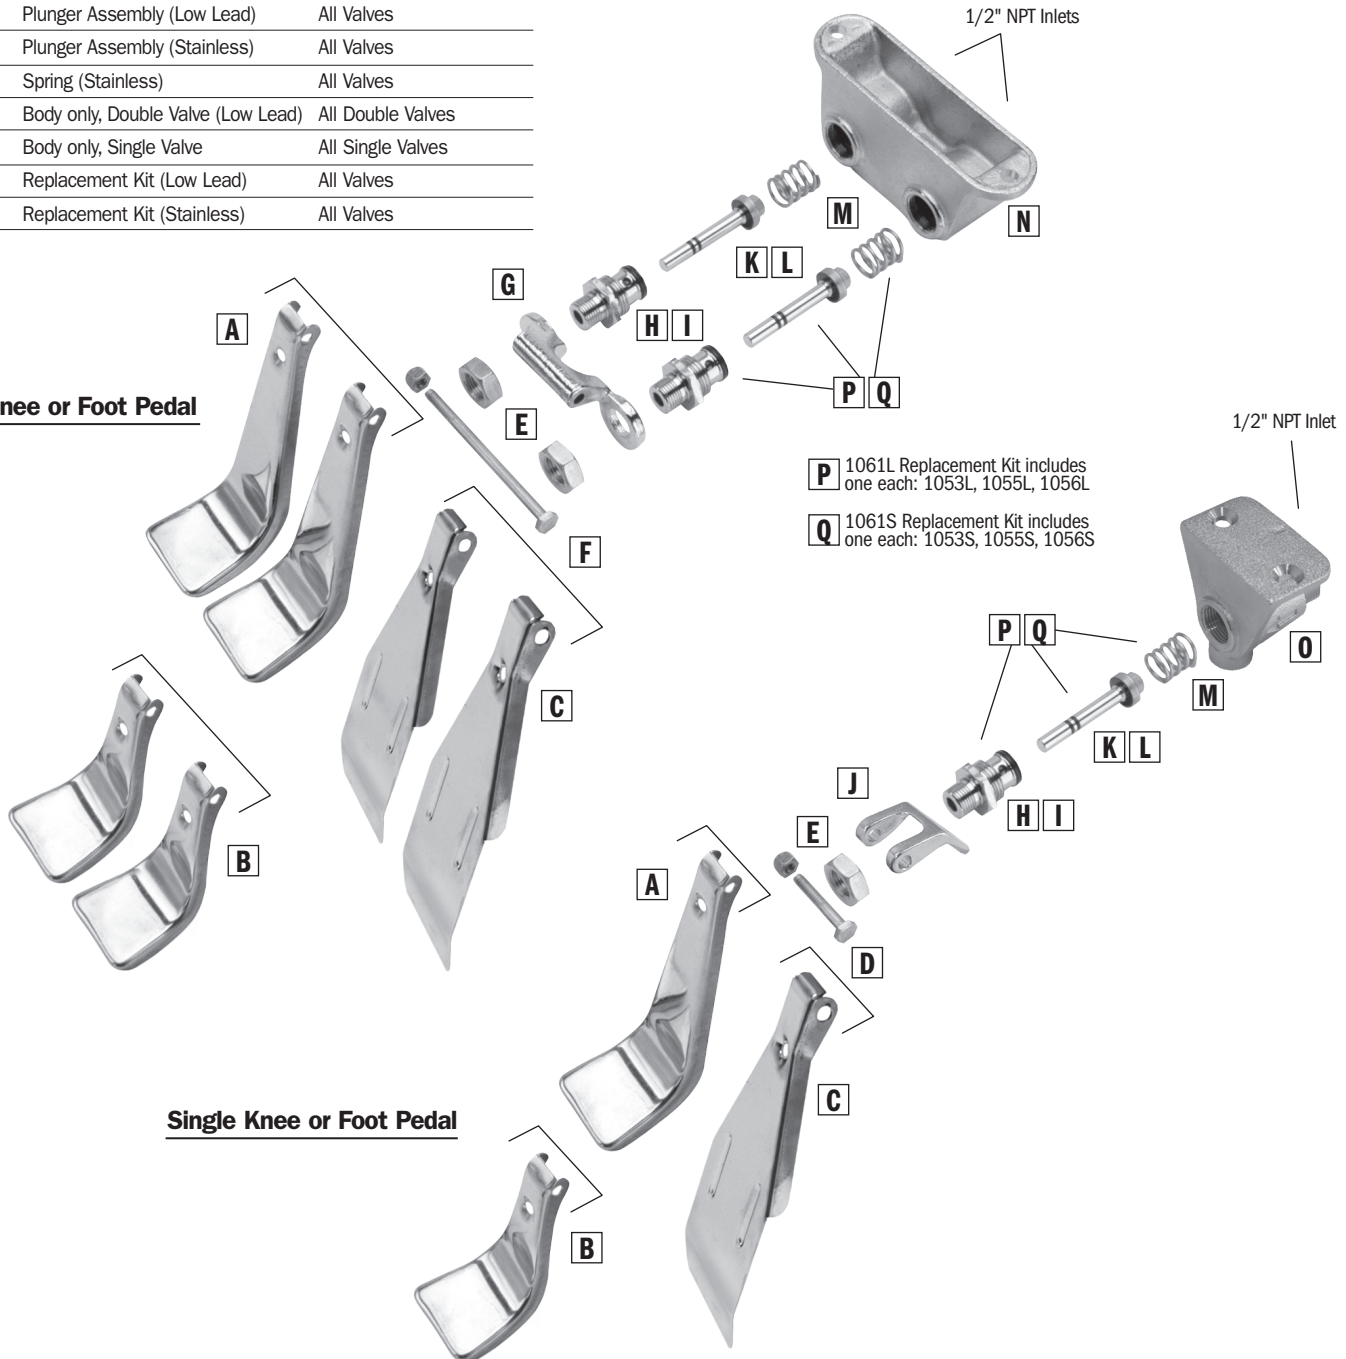 Plunger Assembly (Low Lead) All Valves
Plunger Assembly (Stainless) All Valves
Spring (Stainless) All Valves
Body only, Double Valve (Low Lead) All Double Valves
Body only, Single Valve All Single Valves
Replacement Kit (Low Lead) All Valves
Replacement Kit (Stainless) All Valves
1/2" NPT Inlets
M
N
K L
G
H I
A
P Q
E
nee or Foot Pedal
1/2" NPT Inlet
P 1061L Replacement Kit includes
one each: 1053L, 1055L, 1056L
Q 1061S Replacement Kit includes
one each: 1053S, 1055S, 1056S
F
P Q
O
M
C
K L
J
H I
E
B
A
D
C
Single Knee or Foot Pedal
B